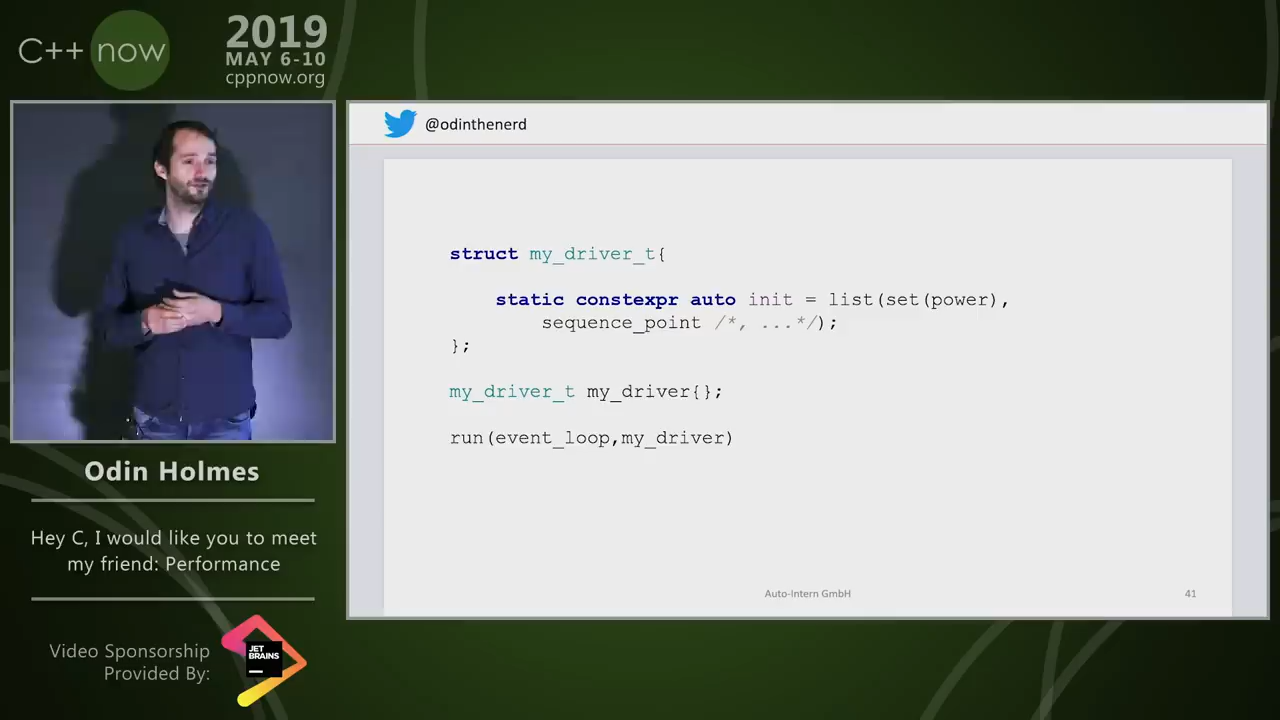 C++ now
2019
MAY 6-10
cppnow.org
@odinthenerd
struct my_driver_t{
static constexpr auto init = list(set(power),
sequence_point /*, ...*/);
};
my_driver_t my_driver{};
run(event_loop,my_driver)
Auto-Intern GmbH
41
Odin Holmes
Hey C, I would like you to meet
my friend: Performance
Video Sponsorship
Provided By:
JET
BRAINS